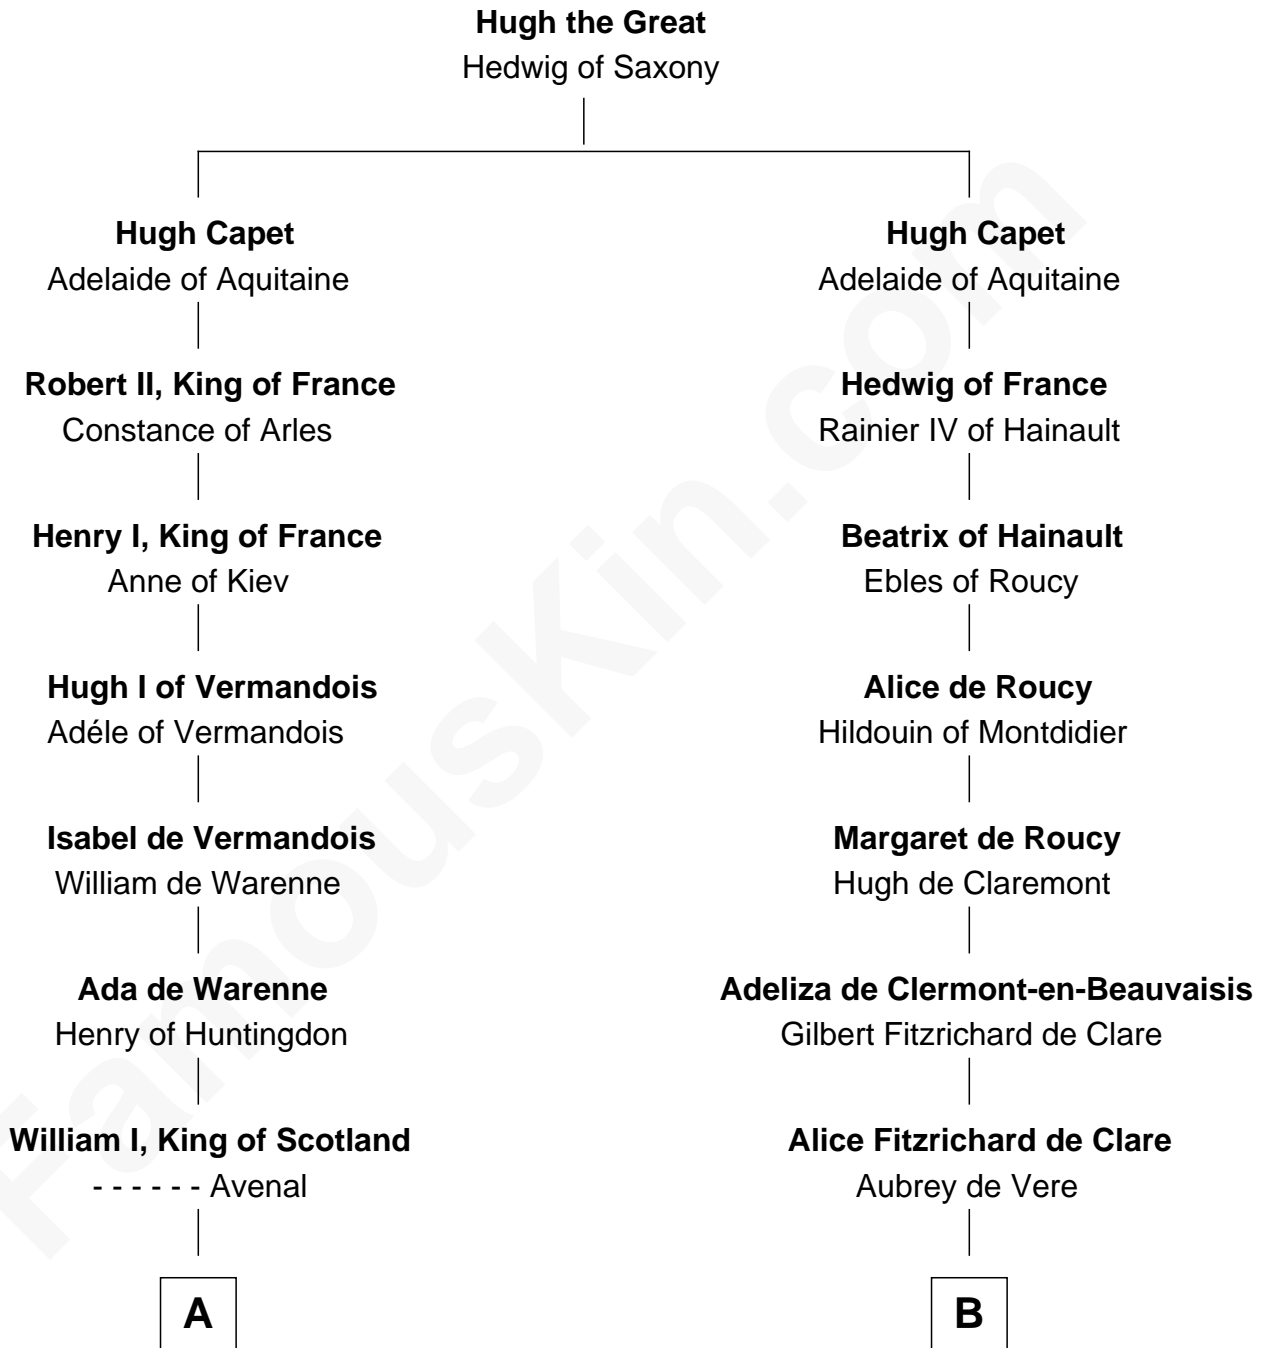 Hugh the Great
Hedwig of Saxony
Hugh Capet
Adelaide of Aquitaine
Hugh Capet
Adelaide of Aquitaine
Robert II, King of France
Constance of Arles
Hedwig of France
Rainier IV of Hainault
Henry I, King of France
Anne of Kiev
Beatrix of Hainault
Ebles of Roucy
Hugh I of Vermandois
Adéle of Vermandois
Alice de Roucy
Hildouin of Montdidier
Isabel de Vermandois
William de Warenne
Margaret de Roucy
Hugh de Claremont
Ada de Warenne
Henry of Huntingdon
Adeliza de Clermont-en-Beauvaisis
Gilbert Fitzrichard de Clare
William I, King of Scotland
- - - - - - Avenal
Alice Fitzrichard de Clare
Aubrey de Vere
A
B
FamousKin.com